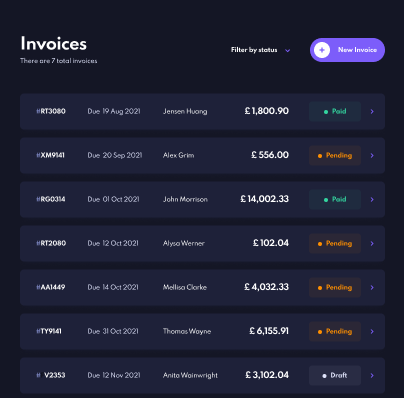 Invoices
There are 7 total invoices
Filter by status
+ New Invoice
#RT3080 Due 19 Aug 2021 Jensen Huang £ 1,800.90 Paid
#XM9141 Due 20 Sep 2021 Alex Grim £ 556.00 Pending
#RG0314 Due 01 Oct 2021 John Morrison £ 14,002.33 Paid
#RT2080 Due 12 Oct 2021 Alysa Werner £ 102.04 Pending
#AA1449 Due 14 Oct 2021 Mellisa Clarke £ 4,032.33 Pending
#TY9141 Due 31 Oct 2021 Thomas Wayne £ 6,155.91 Pending
# V2353 Due 12 Nov 2021 Anita Wainwright £ 3,102.04 Draft